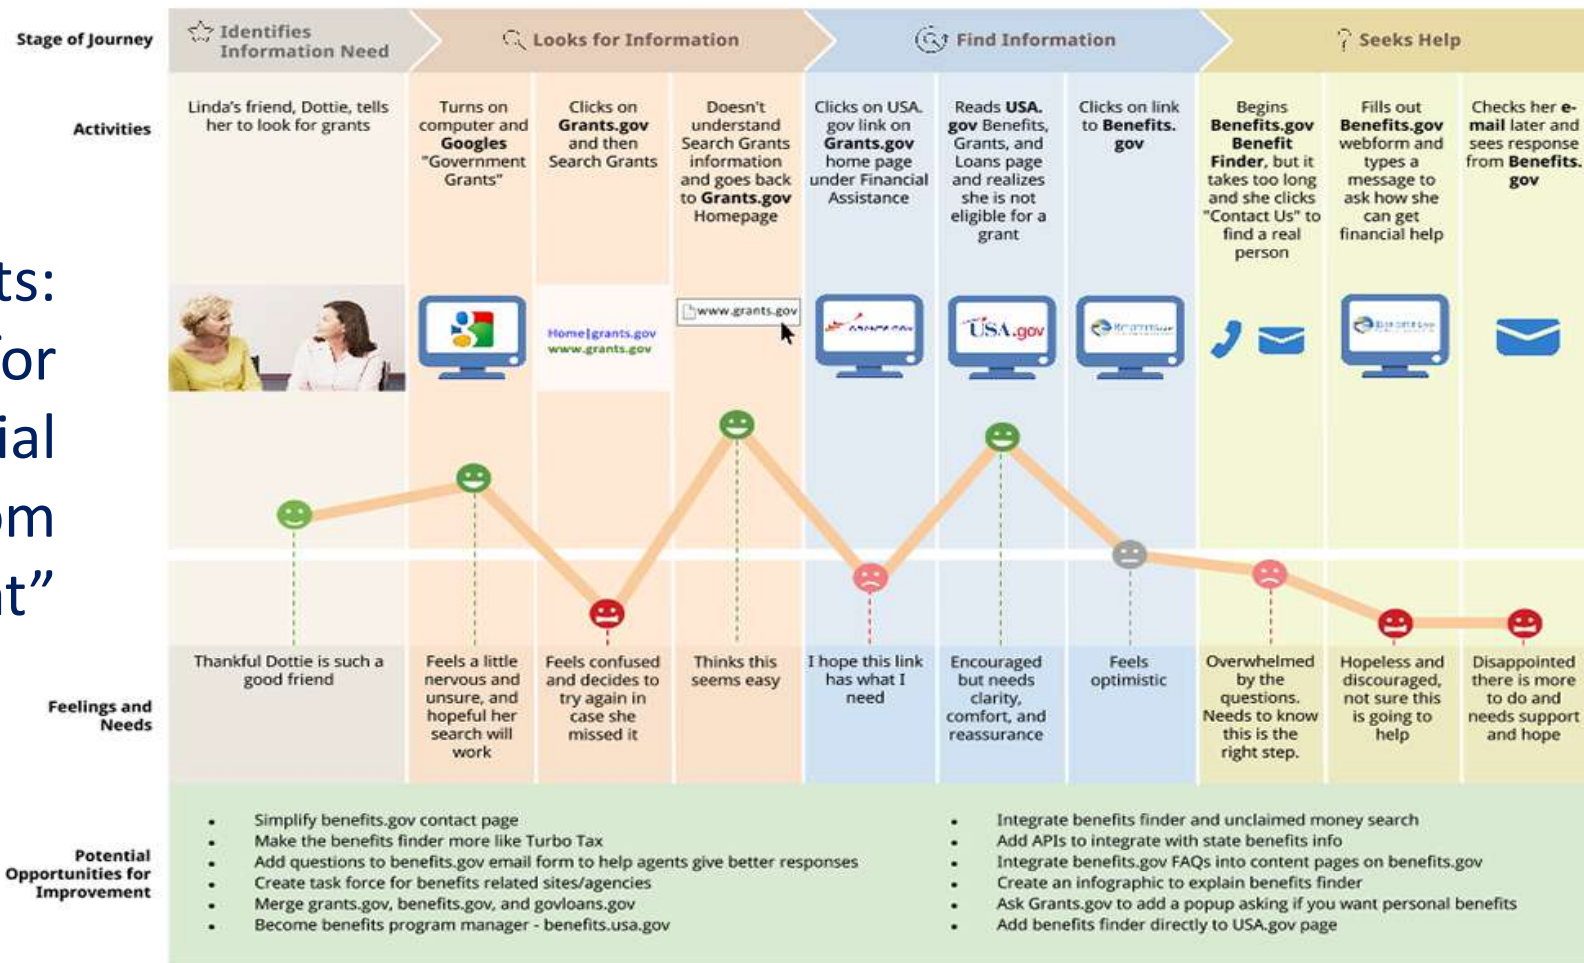 ts:
or
ial
om
nt”
Stage of Journey
Identifies
Information Need
Looks for Information
Find Information
Seeks Help
Activities
Linda's friend, Dottie, tells
her to look for grants
Turns on
computer and
Googles
"Government
Grants"
Clicks on
Grants.gov
and then
Search Grants
Doesn't
understand
Search Grants
information
and goes back
to Grants.gov
Homepage
Clicks on USA.
gov link on
Grants.gov
home page
under Financial
Assistance
Reads USA.
gov Benefits,
Grants, and
Loans page
and realizes
she is not
eligible for a
grant
Clicks on link
to Benefits.
gov
Begins
Benefits.gov
Benefit
Finder, but it
takes too long
and she clicks
"Contact Us" to
find a real
person
Fills out
Benefits.gov
webform and
types a
message to
ask how she
can get
financial help
Checks her e-
mail later and
sees response
from Benefits.
gov
Home|grants.gov
www.grants.gov
www.grants.gov
USA.gov
Feelings and
Needs
Thankful Dottie is such a
good friend
Feels a little
nervous and
unsure, and
hopeful her
search will
work
Feels confused
and decides to
try again in
case she
missed it
Thinks this
seems easy
I hope this link
has what I
need
Encouraged
but needs
clarity,
comfort, and
reassurance
Feels
optimistic
Overwhelmed
by the
questions.
Needs to know
this is the
right step.
Hopeless and
discouraged,
not sure this
is going to
help
Disappointed
there is more
to do and
needs support
and hope
Potential
Opportunities for
Improvement
• Simplify benefits.gov contact page
• Make the benefits finder more like Turbo Tax
• Add questions to benefits.gov email form to help agents give better responses
• Create task force for benefits related sites/agencies
• Merge grants.gov, benefits.gov, and govloans.gov
• Become benefits program manager - benefits.usa.gov
• Integrate benefits finder and unclaimed money search
• Add APIs to integrate with state benefits info
• Integrate benefits.gov FAQs into content pages on benefits.gov
• Create an infographic to explain benefits finder
• Ask Grants.gov to add a popup asking if you want personal benefits
• Add benefits finder directly to USA.gov page